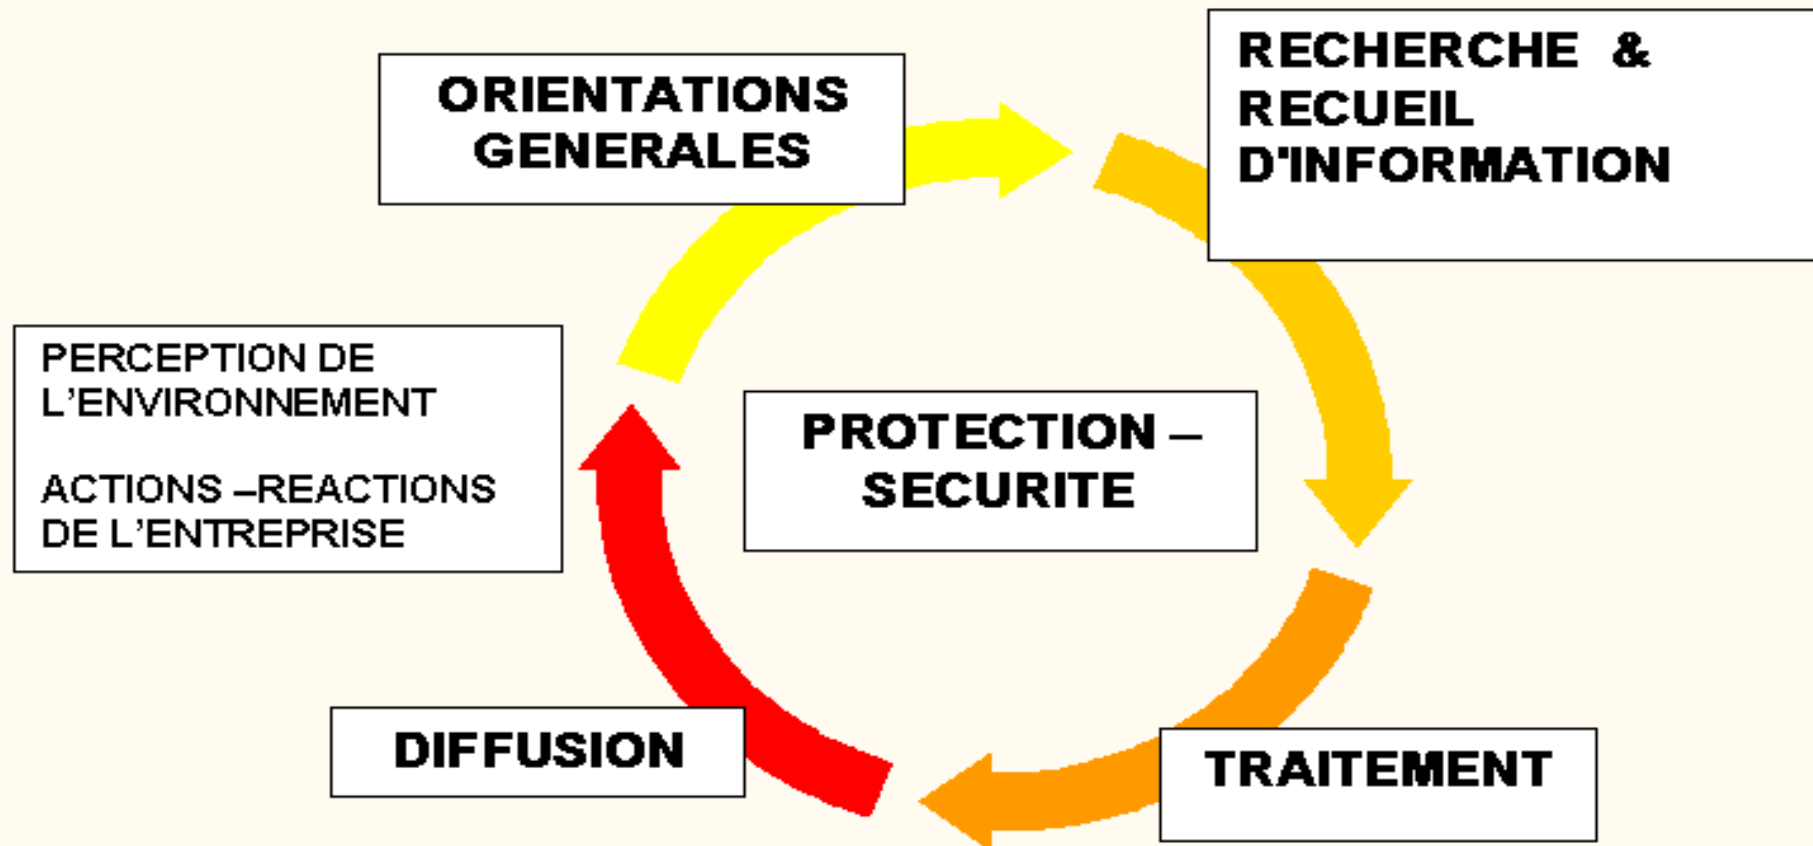 ORIENTATIONS
GENERALES
RECHERCHE &
RECUEIL
D'INFORMATION
PERCEPTION DE
L’ENVIRONNEMENT
ACTIONS –REACTIONS
DE L’ENTREPRISE
PROTECTION –
SECURITE
DIFFUSION
TRAITEMENT